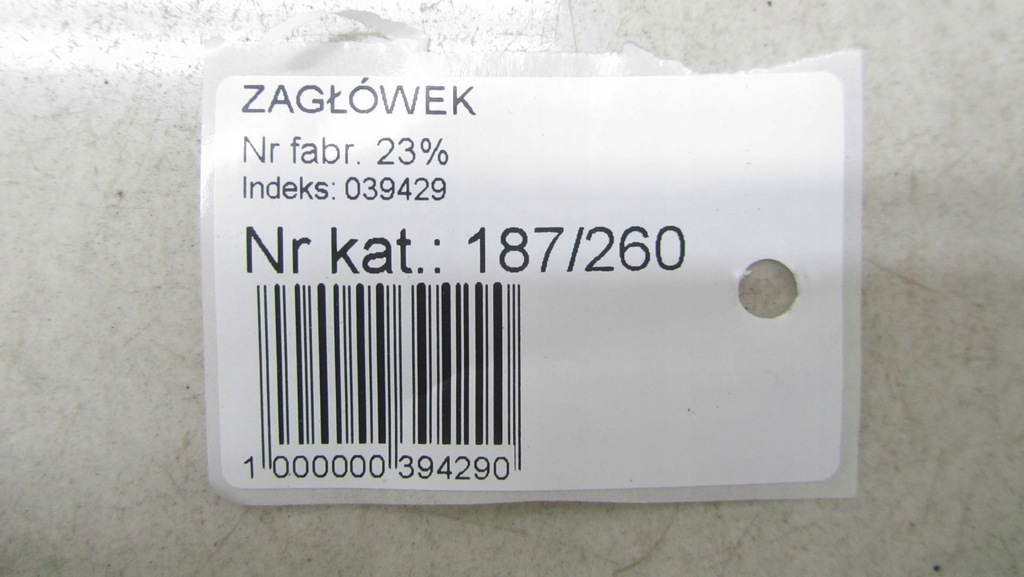 ZAGŁÓWEK
Nr fabr. 23%
Indeks: 039429
Nr kat.: 187/260
1 000000 394290